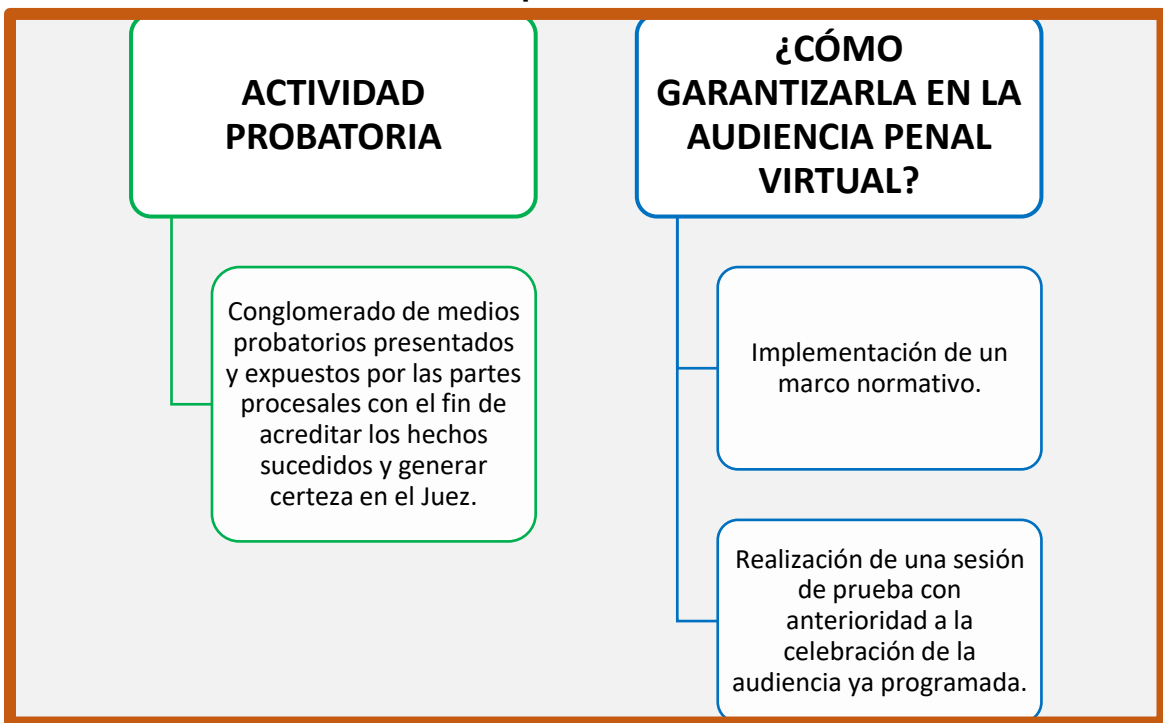 ACTIVIDAD
PROBATORIA
Conglomerado de medios
probatorios presentados
y expuestos por las partes
procesales con el fin de
acreditar los hechos
sucedidos y generar
certeza en el Juez.
¿CÓMO
GARANTIZARLA EN LA
AUDIENCIA PENAL
VIRTUAL?
Implementación de un
marco normativo.
Realización de una sesión
de prueba con
anterioridad a la
celebración de la
audiencia ya programada.